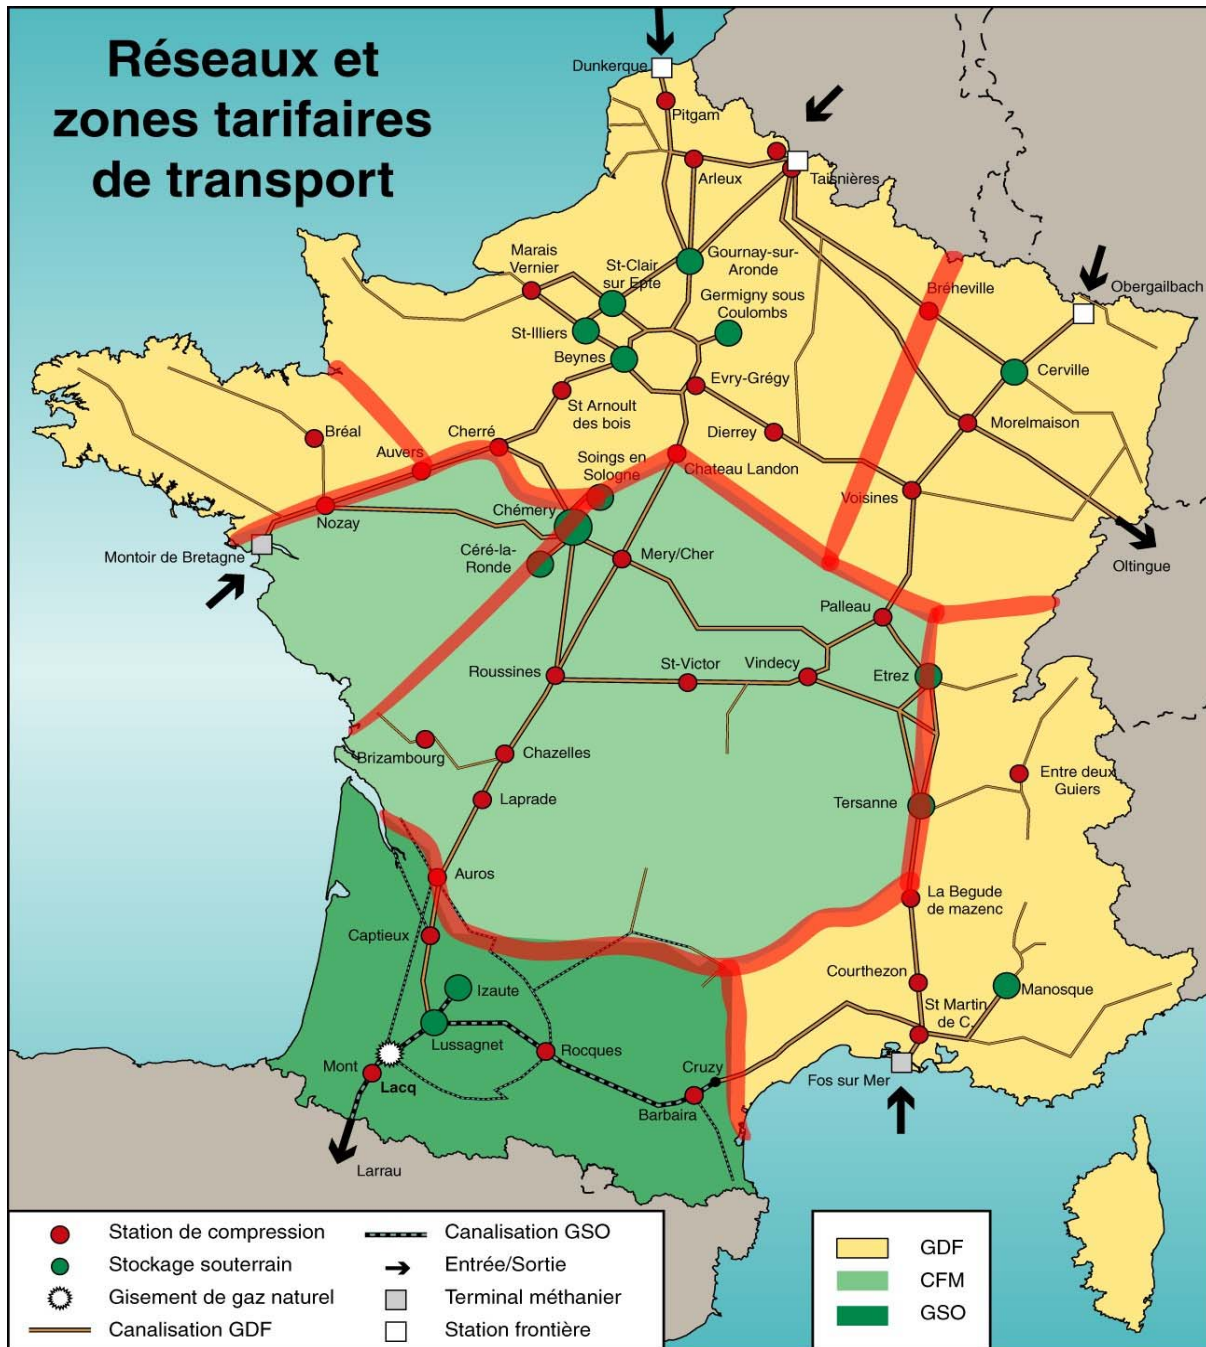 Réseaux et
zones tarifaires
de transport
Dunkerque
Pitgam
Arleux
Taisnières
Marais
Vernier
St-Clair
sur Epte
Gournay-sur-
Aronde
Germigny sous
Coulombs
St-Illiers
Beynes
Bréheville
Obergailbach
Cerville
Evry-Grégy
St Arnoult
des bois
Dierrey
Morelmaison
Bréal
Cherré
Auvers
Soings en
Sologne
Chateau Landon
Voisines
Nozay
Chémery
Montoir de Bretagne
Céré-la-
Ronde
Mery/Cher
Oltingue
Palleau
Roussines
St-Victor
Vindecy
Etrez
Brizambourg
Chazelles
Entre deux
Guiers
Laprade
Tersanne
Auros
La Begude
de mazenc
Captieux
Courthezon
Izaute
Manosque
St Martin
de C.
Lussagnet
Rocques
Mont
Lacq
Cruzy
Fos sur Mer
Barbaira
Larrau
Station de compression
Stockage souterrain
Gisement de gaz naturel
Canalisation GDF
Canalisation GSO
Entrée/Sortie
Terminal méthanier
Station frontière
GDF
CFM
GSO